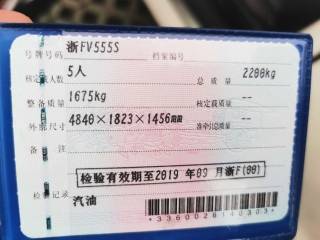 号牌号码 浙FV555S 档案编号
核定载人数 5人 总质量 2200kg
整备质量 1675kg 核定载质量 --
外廓尺寸 4840×1823×1456mm 准牵引总质量 --
备注
检验有效期至2019 年09 月浙F(00)
检验记录
汽油
*3360028140303*